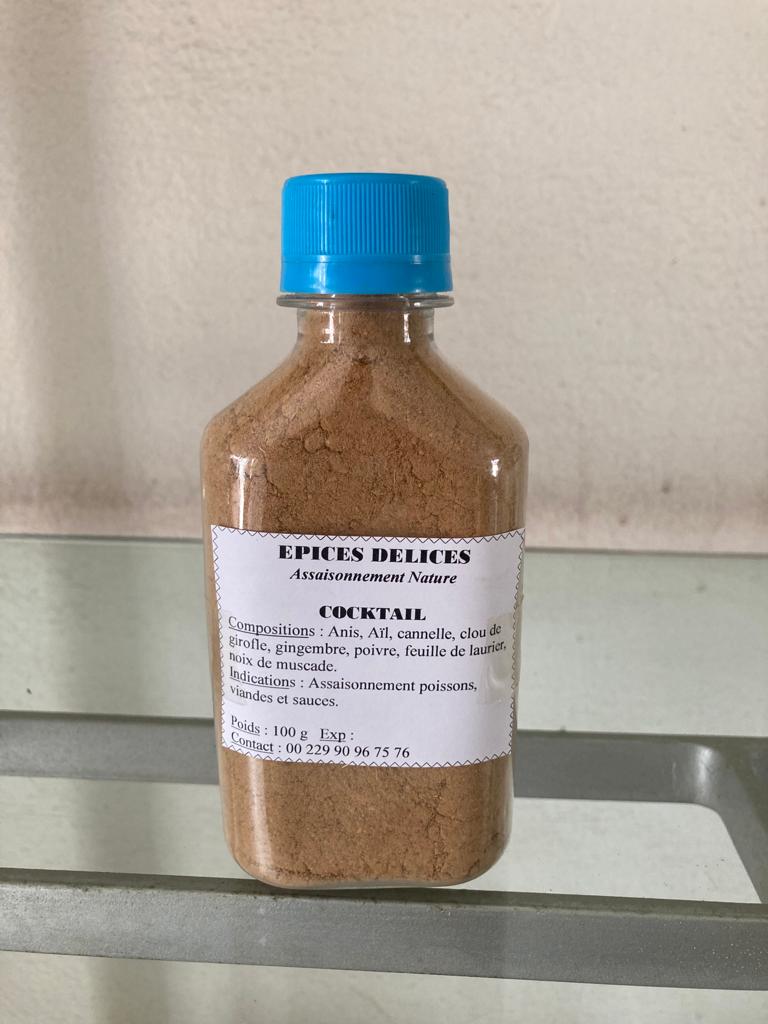 EPICES DELICES
Assaisonnement Nature
COCKTAIL
Compositions : Anis, Aïl, cannelle, clou de
girofle, gingembre, poivre, feuille de laurier,
noix de muscade.
Indications : Assaisonnement poissons,
viandes et sauces.
Poids : 100 g Exp :
Contact : 00 229 90 96 75 76